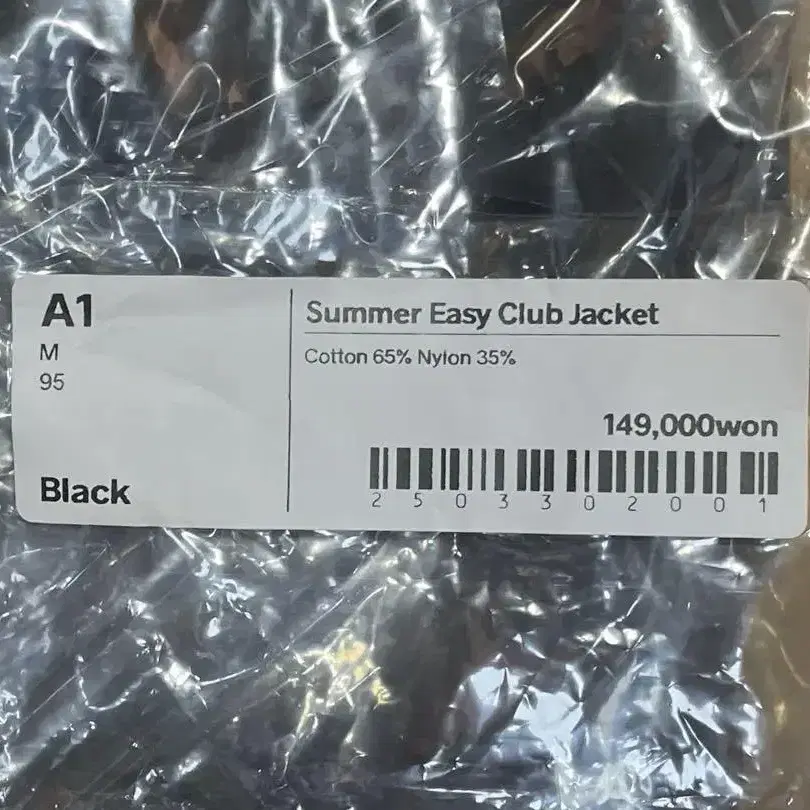 A1
M
95
Black
Summer Easy Club Jacket
Cotton 65% Nylon 35%
149,000won
2503302001